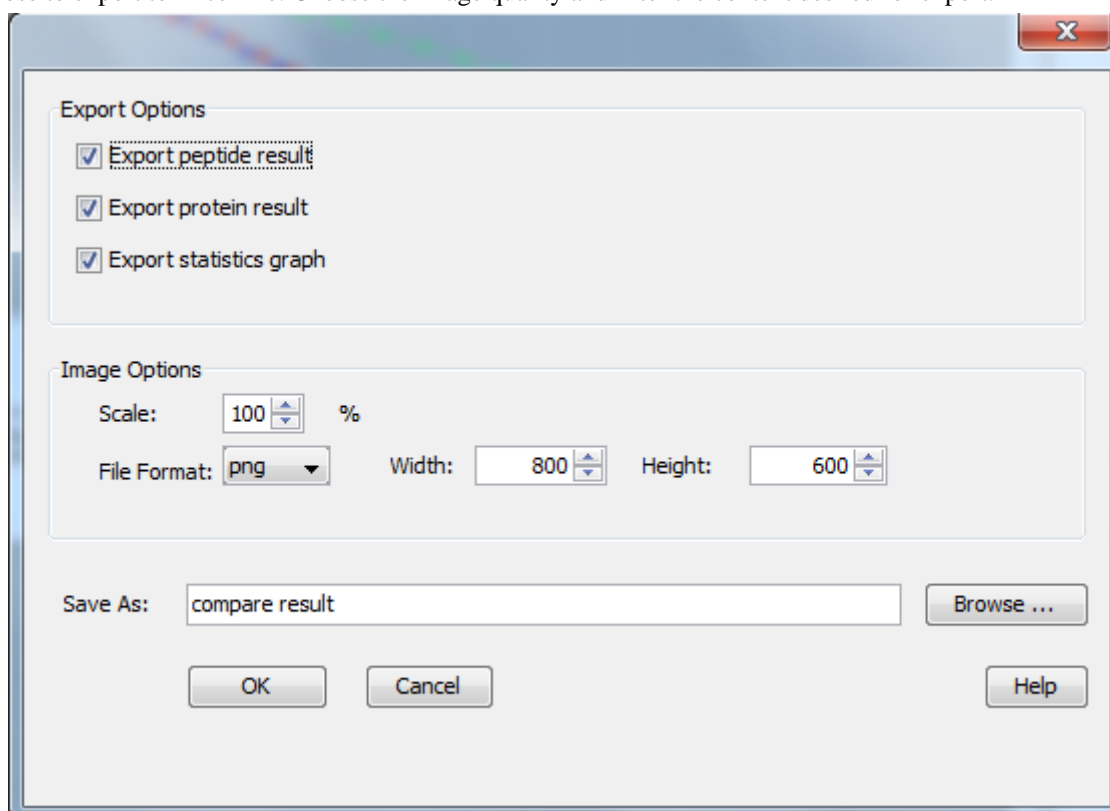 Export Options
Export peptide result
Export protein result
Export statistics graph
Image Options
Scale: 100 %
File Format: png Width: 800 Height: 600
Save As: compare result Browse ...
OK Cancel Help